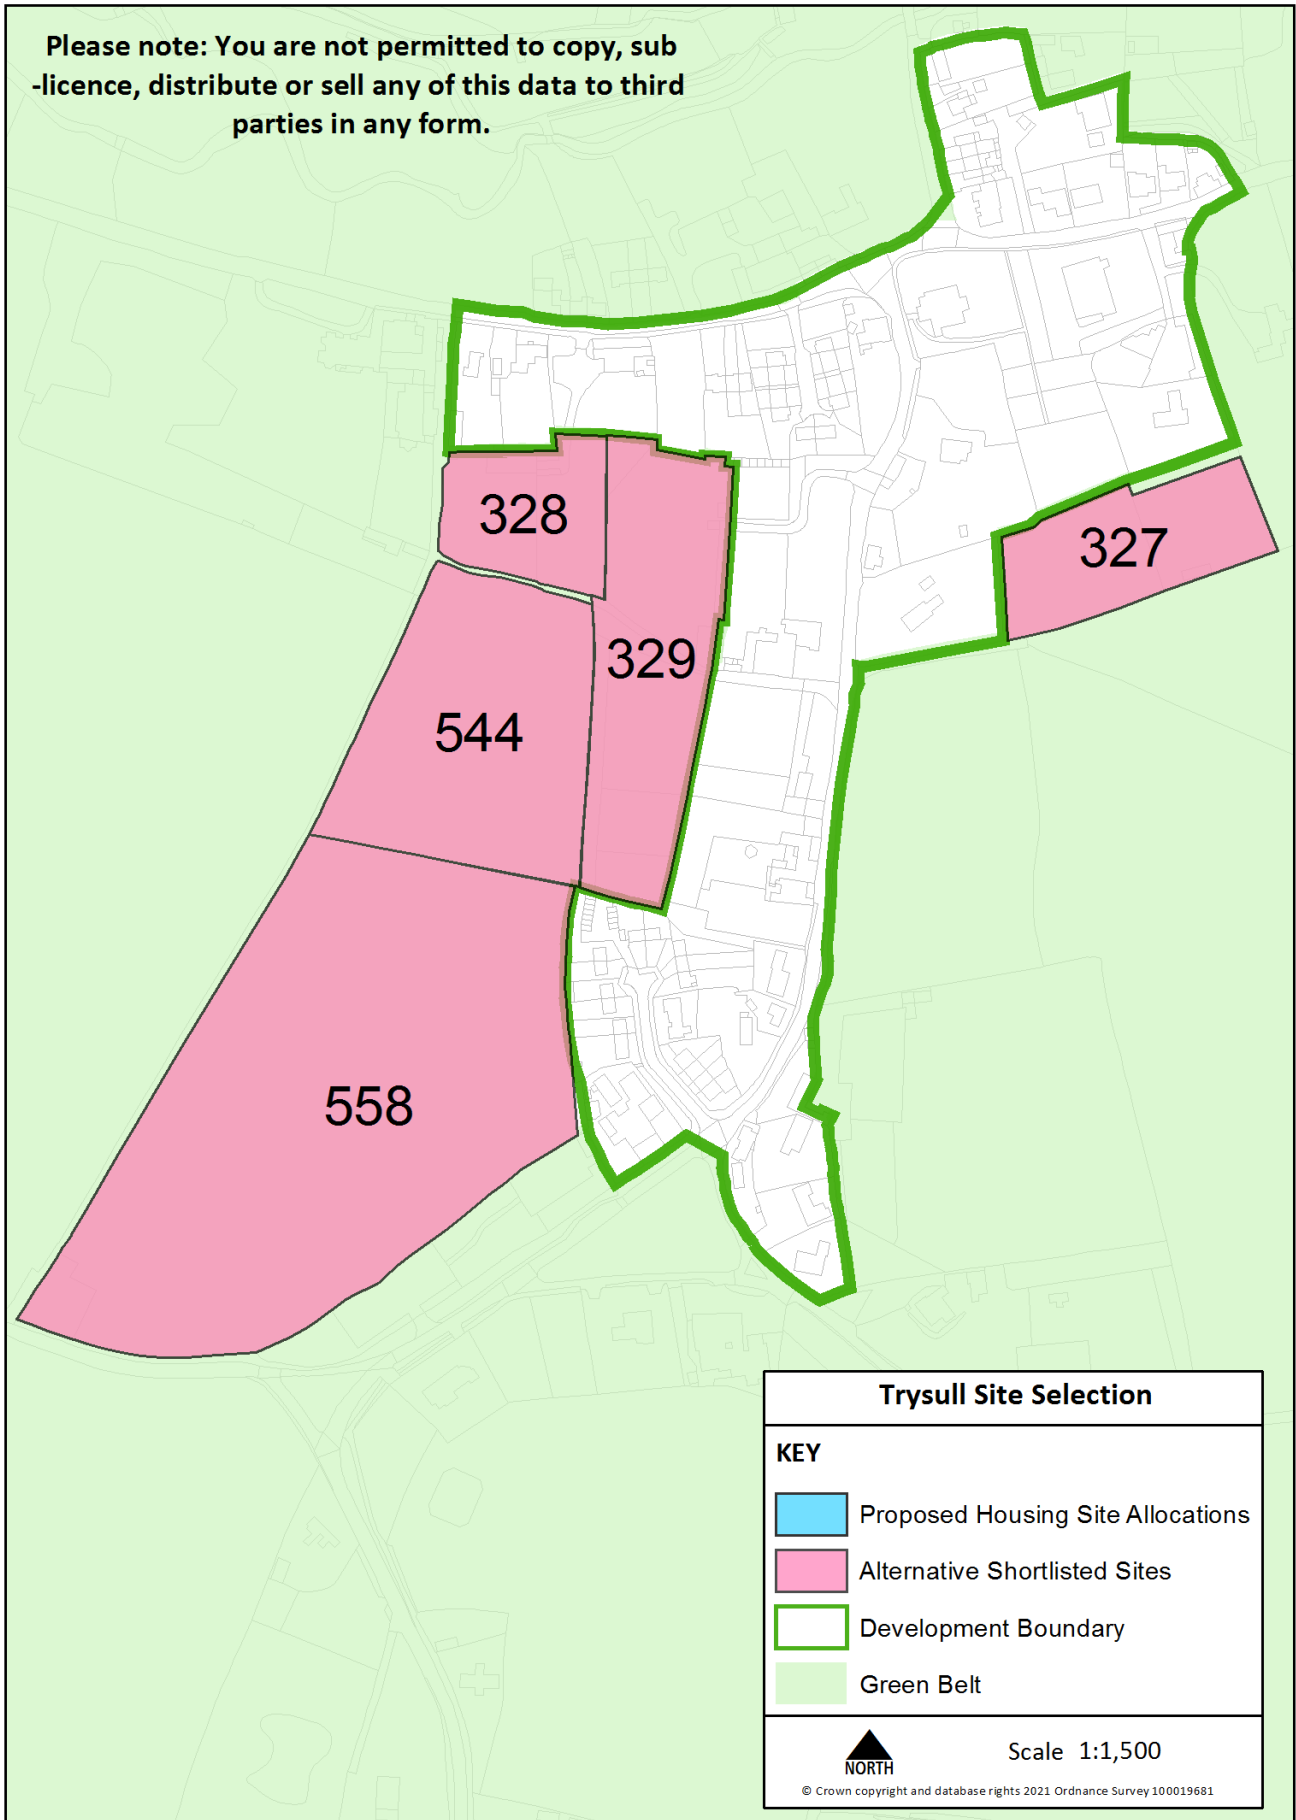 Please note: You are not permitted to copy, sub
-licence, distribute or sell any of this data to third
parties in any form.
328
327
329
544
558
Trysull Site Selection
KEY
Proposed Housing Site Allocations
Alternative Shortlisted Sites
Development Boundary
Green Belt
NORTH
Scale 1:1,500
© Crown copyright and database rights 2021 Ordnance Survey 100019681